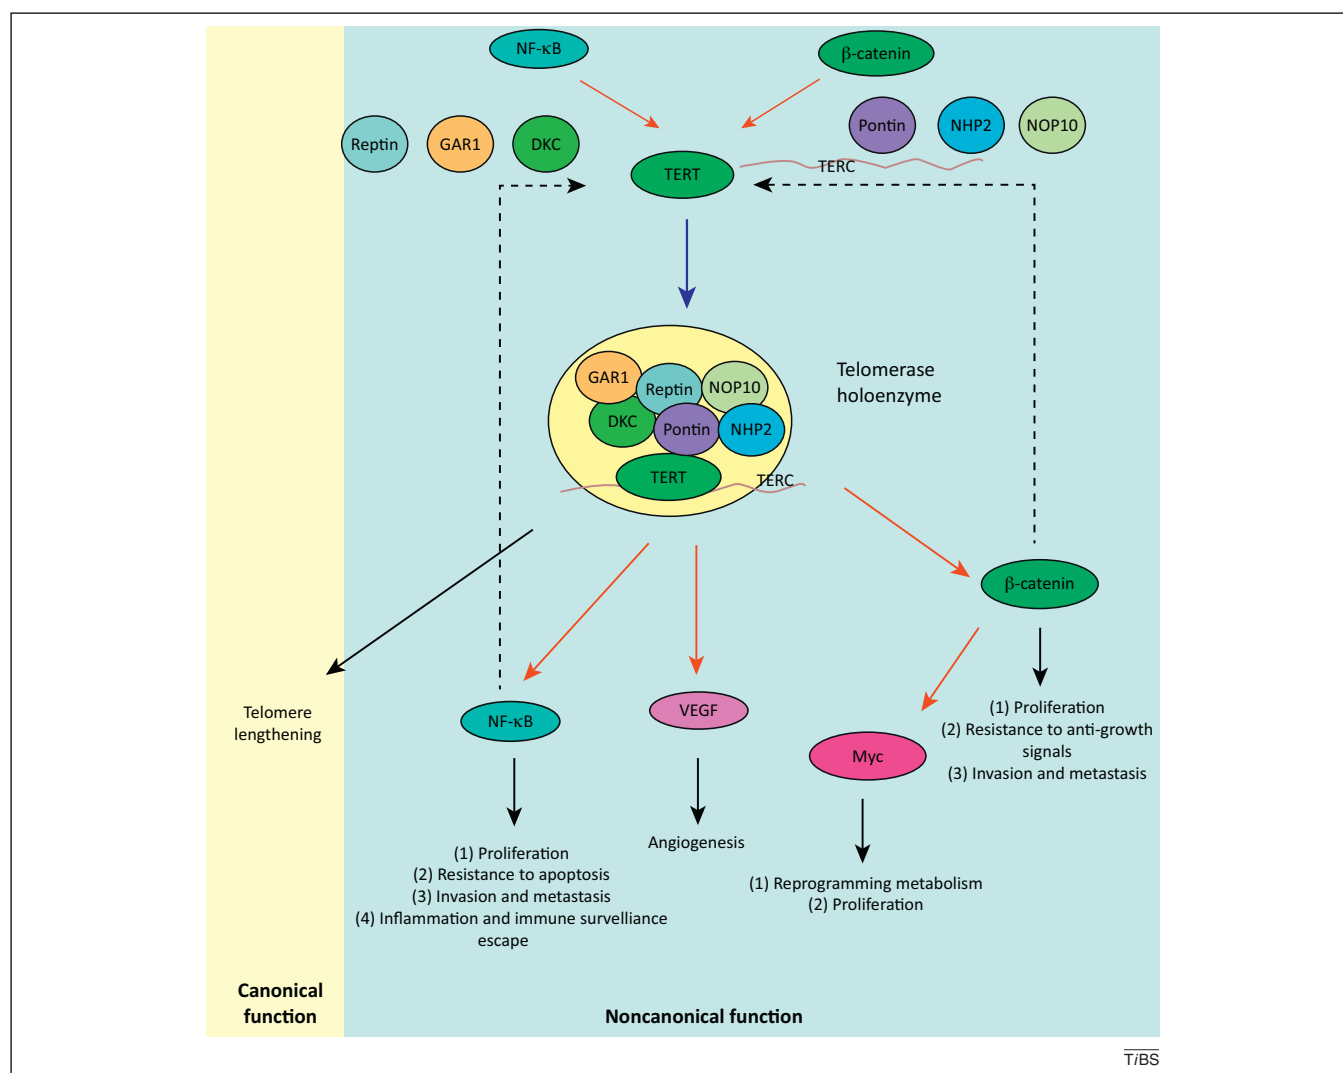 NF-κB
β-catenin
Reptin
GAR1
DKC
Pontin
NHP2
NOP10
TERT
TERC
GAR1
Reptin
NOP10
DKC
Pontin
NHP2
TERT
TERC
Telomerase
holoenzyme
β-catenin
Telomere
lengthening
NF-κB
VEGF
Myc
(1) Proliferation
(2) Resistance to anti-growth
signals
(3) Invasion and metastasis
(1) Proliferation
(2) Resistance to apoptosis
(3) Invasion and metastasis
(4) Inflammation and immune survelliance
escape
Angiogenesis
(1) Reprogramming metabolism
(2) Proliferation
Canonical
function
Noncanonical function
TiBS